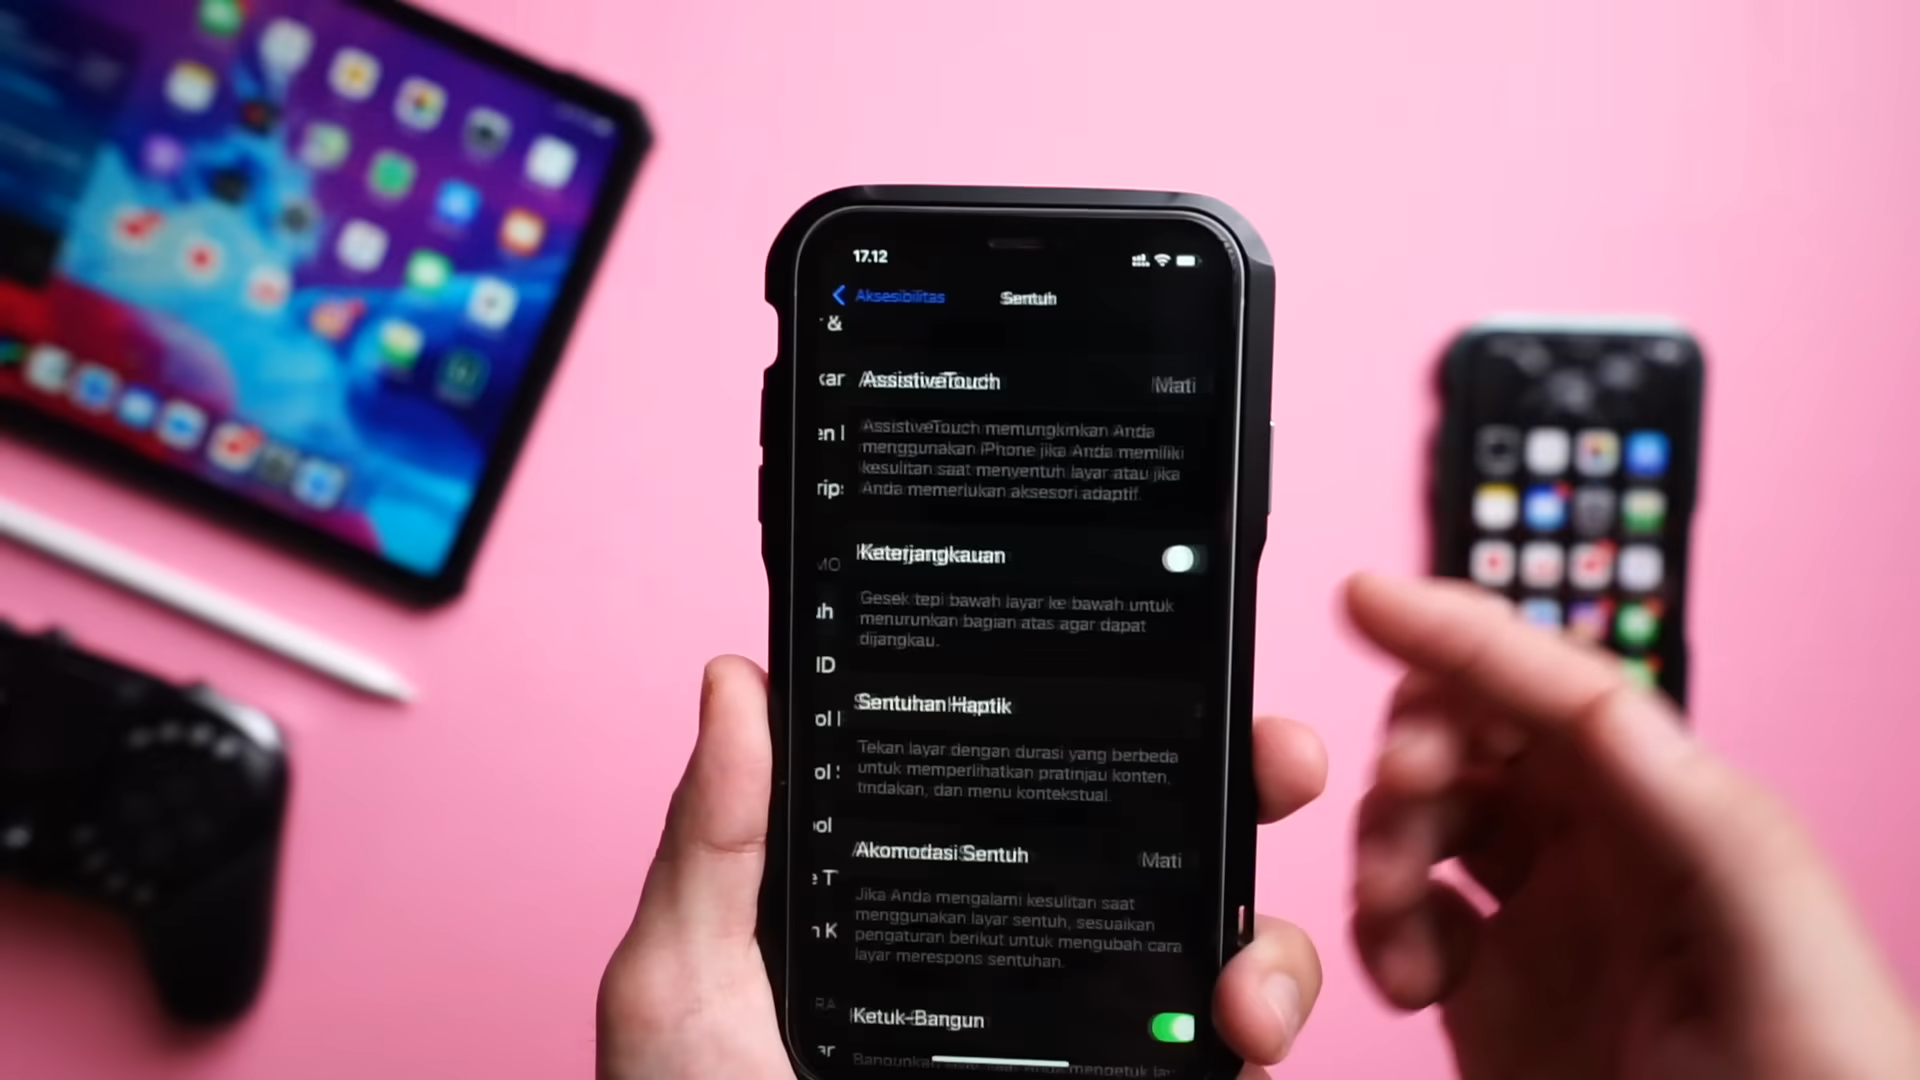 17.12
Aksesibilitas
Sentuh
&
AssistiveTouch
Mati
AssistiveTouch memungkinkan Anda
menggunakan iPhone jika Anda memiliki
kesulitan saat menyentuh layar atau jika
Anda memerlukan aksesori adaptif.
Keterjangkauan
Gesek tepi bawah layar ke bawah untuk
menurunkan bagian atas agar dapat
dijangkau.
ID
Sentuhan Haptik
Tekan layar dengan durasi yang berbeda
untuk memperlihatkan pratinjau konten,
tindakan, dan menu kontekstual.
Akomodasi Sentuh
Mati
Jika Anda mengalami kesulitan saat
menggunakan layar sentuh, sesuaikan
pengaturan berikut untuk mengubah cara
layar merespons sentuhan.
Ketuk-Bangun